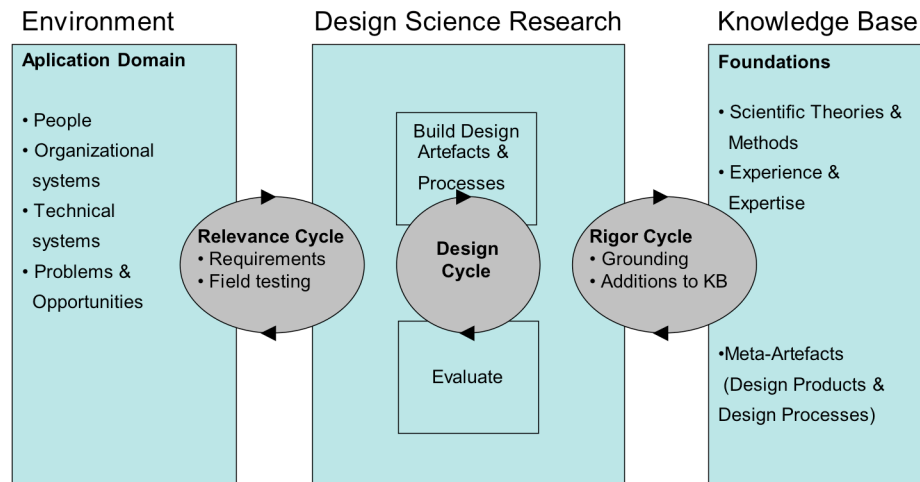 Environment
Design Science Research
Knowledge Base
Aplication Domain
• People
• Organizational
systems
• Technical
systems
• Problems &
Opportunities
Relevance Cycle
• Requirements
• Field testing
Build Design
Artefacts &
Processes
Design
Cycle
Evaluate
Rigor Cycle
• Grounding
• Additions to KB
Foundations
• Scientific Theories &
Methods
• Experience &
Expertise
•Meta-Artefacts
(Design Products &
Design Processes)